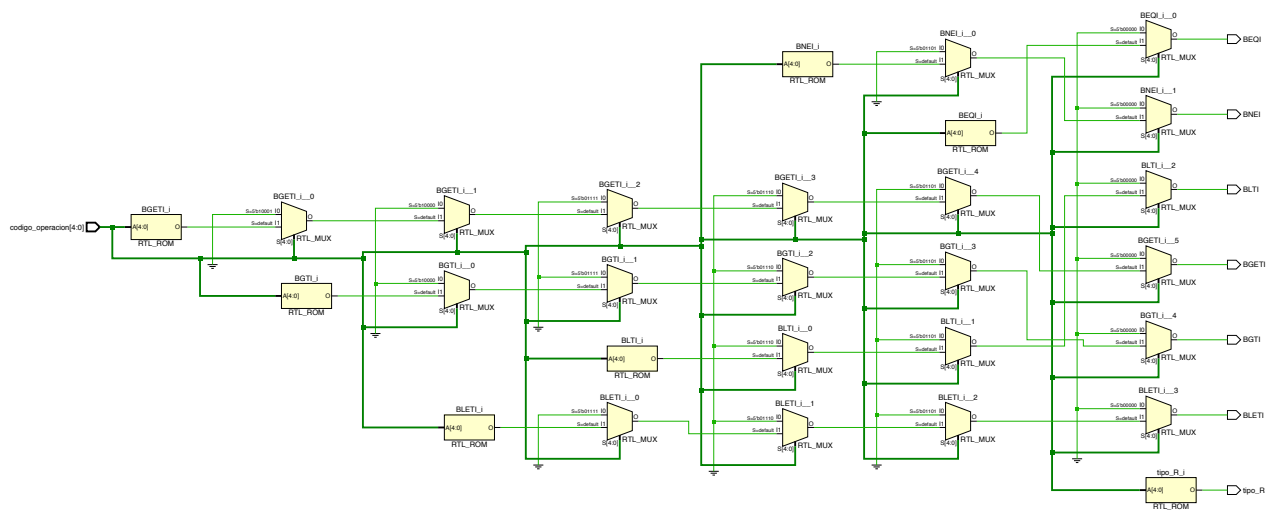 BEQI_i__0
S=5'b00000 I0
S=default I1
O
S[4:0]
RTL_MUX
BEQI
BNEI_i
A[4:0]
O
RTL_ROM
BNEI_i__0
S=5'b01101 I0
S=default I1
O
S[4:0]
RTL_MUX
BNEI_i__1
S=5'b00000 I0
S=default I1
O
S[4:0]
RTL_MUX
BNEI
BEQI_i
A[4:0]
O
RTL_ROM
BLTI_i__2
S=5'b00000 I0
S=default I1
O
S[4:0]
RTL_MUX
BLTI
codigo_operacion[4:0]
BGETI_i
A[4:0]
O
RTL_ROM
BGETI_i__0
S=5'b10001 I0
S=default I1
O
S[4:0]
RTL_MUX
BGETI_i__1
S=5'b10000 I0
S=default I1
O
S[4:0]
RTL_MUX
BGETI_i__2
S=5'b01111 I0
S=default I1
O
S[4:0]
RTL_MUX
BGETI_i__3
S=5'b01110 I0
S=default I1
O
S[4:0]
RTL_MUX
BGETI_i__4
S=5'b01101 I0
S=default I1
O
S[4:0]
RTL_MUX
BGETI_i__5
S=5'b00000 I0
S=default I1
O
S[4:0]
RTL_MUX
BGETI
BGTI_i
A[4:0]
O
RTL_ROM
BGTI_i__0
S=5'b10000 I0
S=default I1
O
S[4:0]
RTL_MUX
BGTI_i__1
S=5'b01111 I0
S=default I1
O
S[4:0]
RTL_MUX
BGTI_i__2
S=5'b01110 I0
S=default I1
O
S[4:0]
RTL_MUX
BGTI_i__3
S=5'b01101 I0
S=default I1
O
S[4:0]
RTL_MUX
BGTI_i__4
S=5'b00000 I0
S=default I1
O
S[4:0]
RTL_MUX
BGTI
BLTI_i
A[4:0]
O
RTL_ROM
BLTI_i__0
S=5'b01110 I0
S=default I1
O
S[4:0]
RTL_MUX
BLTI_i__1
S=5'b01101 I0
S=default I1
O
S[4:0]
RTL_MUX
BLETI_i
A[4:0]
O
RTL_ROM
BLETI_i__0
S=5'b01111 I0
S=default I1
O
S[4:0]
RTL_MUX
BLETI_i__1
S=5'b01110 I0
S=default I1
O
S[4:0]
RTL_MUX
BLETI_i__2
S=5'b01101 I0
S=default I1
O
S[4:0]
RTL_MUX
BLETI_i__3
S=5'b00000 I0
S=default I1
O
S[4:0]
RTL_MUX
BLETI
tipo_R_i
A[4:0]
O
RTL_ROM
tipo_R